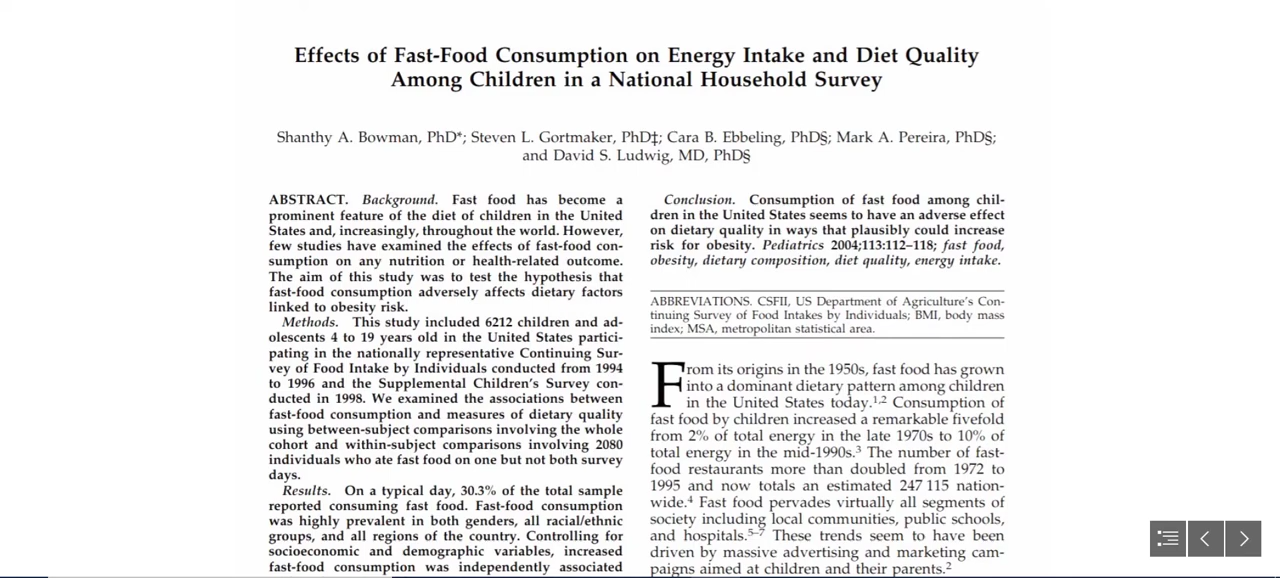 Effects of Fast-Food Consumption on Energy Intake and Diet Quality
Among Children in a National Household Survey
Shanthy A. Bowman, PhD*; Steven L. Gortmaker, PhD‡; Cara B. Ebbeling, PhD§; Mark A. Pereira, PhD§;
and David S. Ludwig, MD, PhD§
ABSTRACT. Background. Fast food has become a
prominent feature of the diet of children in the United
States and, increasingly, throughout the world. However,
few studies have examined the effects of fast-food con-
sumption on any nutrition or health-related outcome.
The aim of this study was to test the hypothesis that
fast-food consumption adversely affects dietary factors
linked to obesity risk.
Methods. This study included 6212 children and ad-
olescents 4 to 19 years old in the United States partici-
pating in the nationally representative Continuing Sur-
vey of Food Intake by Individuals conducted from 1994
to 1996 and the Supplemental Children's Survey con-
ducted in 1998. We examined the associations between
fast-food consumption and measures of dietary quality
using between-subject comparisons involving the whole
cohort and within-subject comparisons involving 2080
individuals who ate fast food on one but not both survey
days.
Results. On a typical day, 30.3% of the total sample
reported consuming fast food. Fast-food consumption
was highly prevalent in both genders, all racial/ethnic
groups, and all regions of the country. Controlling for
socioeconomic and demographic variables, increased
fast-food consumption was independently associated
Conclusion. Consumption of fast food among chil-
dren in the United States seems to have an adverse effect
on dietary quality in ways that plausibly could increase
risk for obesity. Pediatrics 2004;113:112–118; fast food,
obesity, dietary composition, diet quality, energy intake.
ABBREVIATIONS. CSFII, US Department of Agriculture's Con-
tinuing Survey of Food Intakes by Individuals; BMI, body mass
index; MSA, metropolitan statistical area.
From its origins in the 1950s, fast food has grown
into a dominant dietary pattern among children
in the United States today.1,2 Consumption of
fast food by children increased a remarkable fivefold
from 2% of total energy in the late 1970s to 10% of
total energy in the mid-1990s.3 The number of fast-
food restaurants more than doubled from 1972 to
1995 and now totals an estimated 247 115 nation-
wide.4 Fast food pervades virtually all segments of
society including local communities, public schools,
and hospitals.5–7 These trends seem to have been
driven by massive advertising and marketing cam-
paigns aimed at children and their parents.2